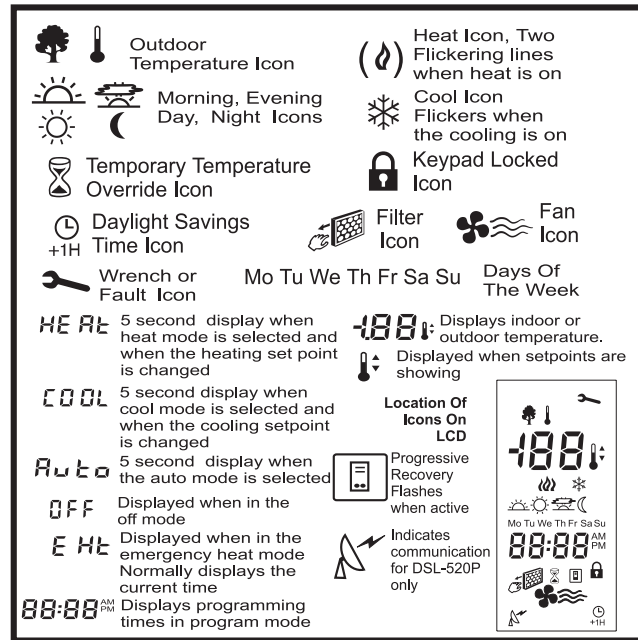 Outdoor
Temperature Icon
Heat Icon, Two
Flickering lines
when heat is on
Morning, Evening
Day, Night Icons
Cool Icon
Flickers when
the cooling is on
Temporary Temperature
Override Icon
Keypad Locked
Icon
+1H
Daylight Savings
Time Icon
Filter
Icon
Fan
Icon
Wrench or
Fault Icon
Mo Tu We Th Fr Sa Su
Days Of
The Week
HEAt
5 second display when
heat mode is selected and
when the heating set point
is changed
-188
Displays indoor or
outdoor temperature.
Displayed when setpoints are
showing
COOL
5 second display when
cool mode is selected and
when the cooling setpoint
is changed
Auto
5 second display when
the auto mode is selected
OFF
Displayed when in the
off mode
E Ht
Displayed when in the
emergency heat mode
Normally displays the
current time
88:88 AM PM
Displays programming
times in program mode
Location Of
Icons On
LCD
Progressive
Recovery
Flashes
when active
Indicates
communication
for DSL-520P
only
-188
Mo Tu We Th Fr Sa Su
88:88 AM PM
+1H